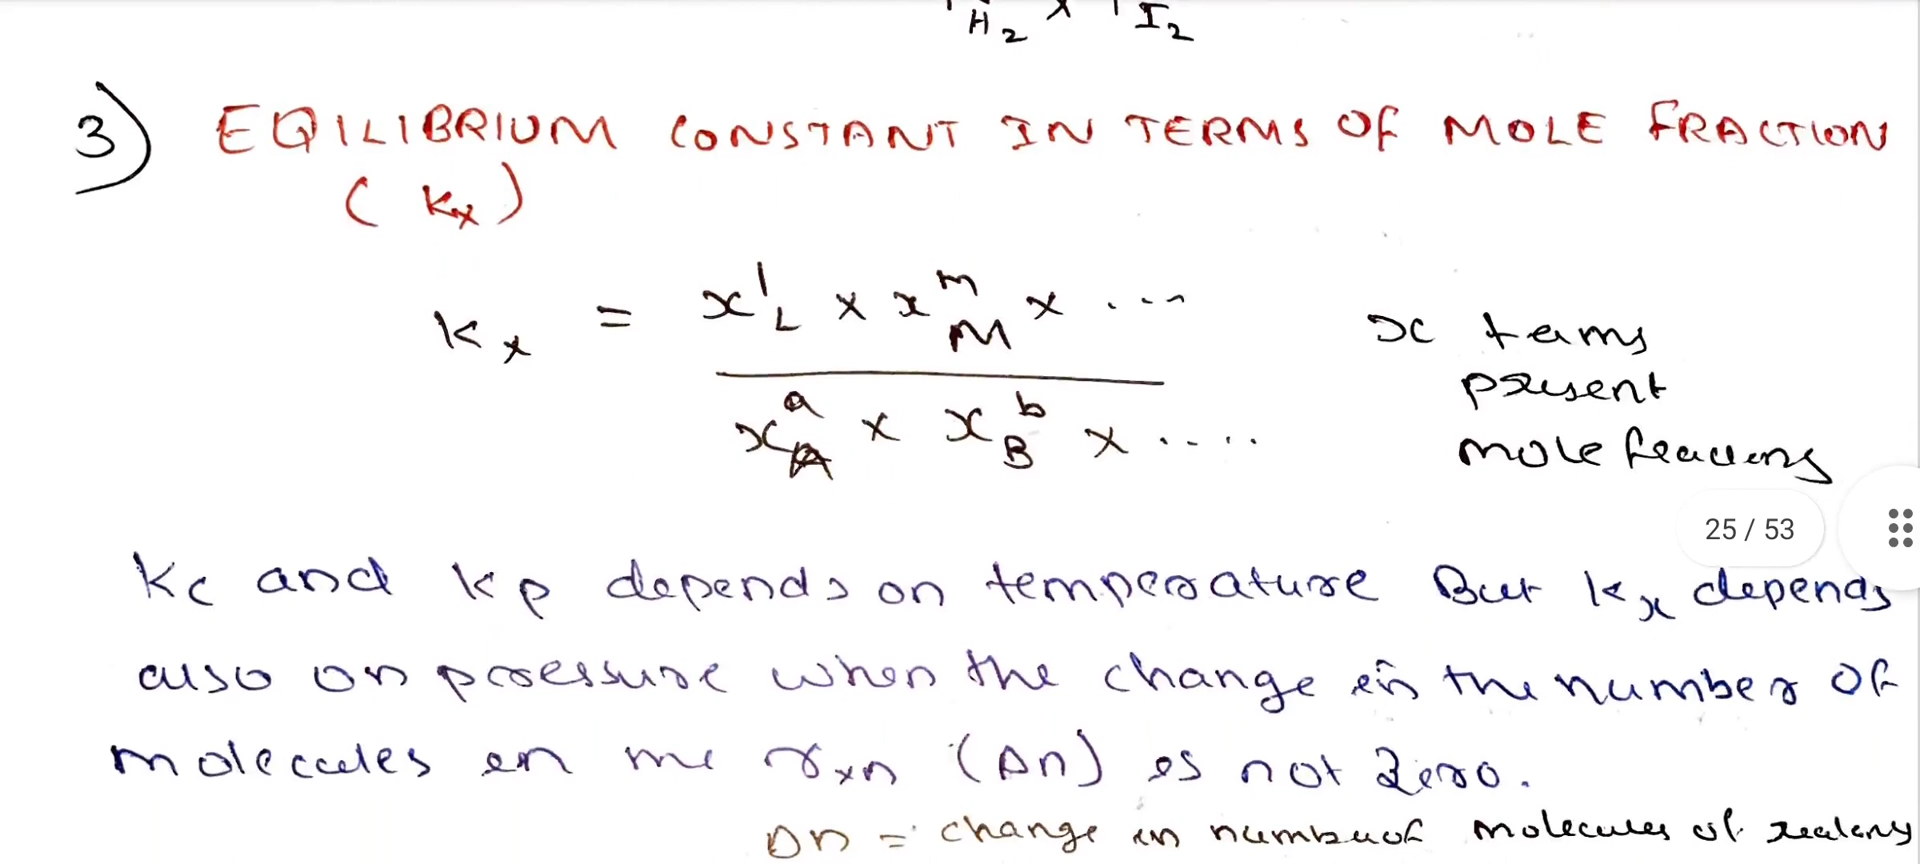 H2 × I2
3) EQILIBRIUM CONSTANT IN TERMS OF MOLE FRACTION
(Kx)
Kx = x^l_L × x^m_M × ...
x^a_A × x^b_B × .....
x terms
present
mole
25 / 53
Kc and Kp depends on temperature But Kx depends
also on pressure when the change in the number of
molecules in the rxn (Δn) is not Zero.
Δn = change in number of molecules of